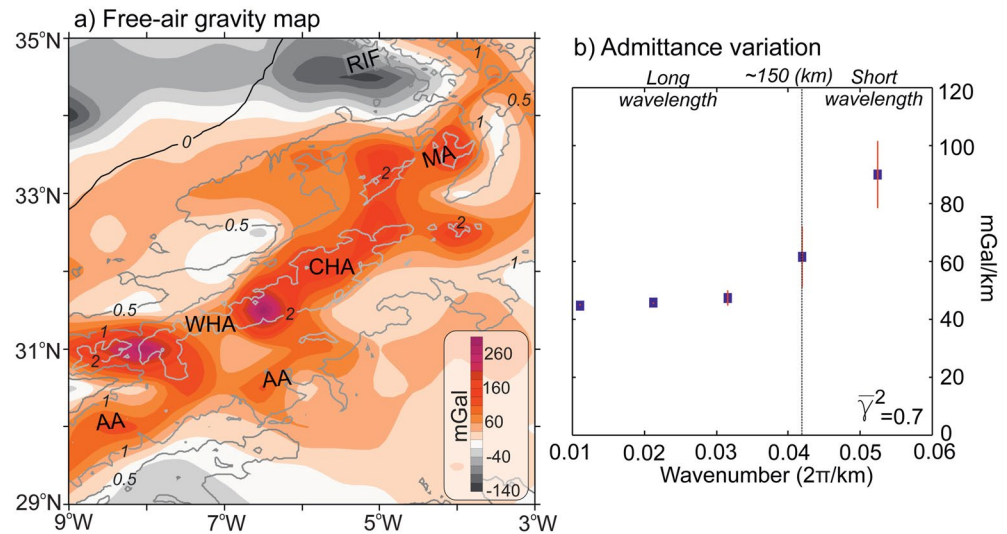 a) Free-air gravity map
35°N
33°N
31°N
29°N
9°W
7°W
5°W
3°W
RIF
1
0.5
1
0
MA
2
2
0.5
CHA
1
0.5
WHA
2
1
2
AA
1
AA
1
0.5
mGal
260
160
60
-40
-140
b) Admittance variation
Long
wavelength
~150 (km)
Short
wavelength
120
100
80
60
40
20
0
mGal/km
γ̅²=0.7
0.01
0.02
0.03
0.04
0.05
0.06
Wavenumber (2π/km)